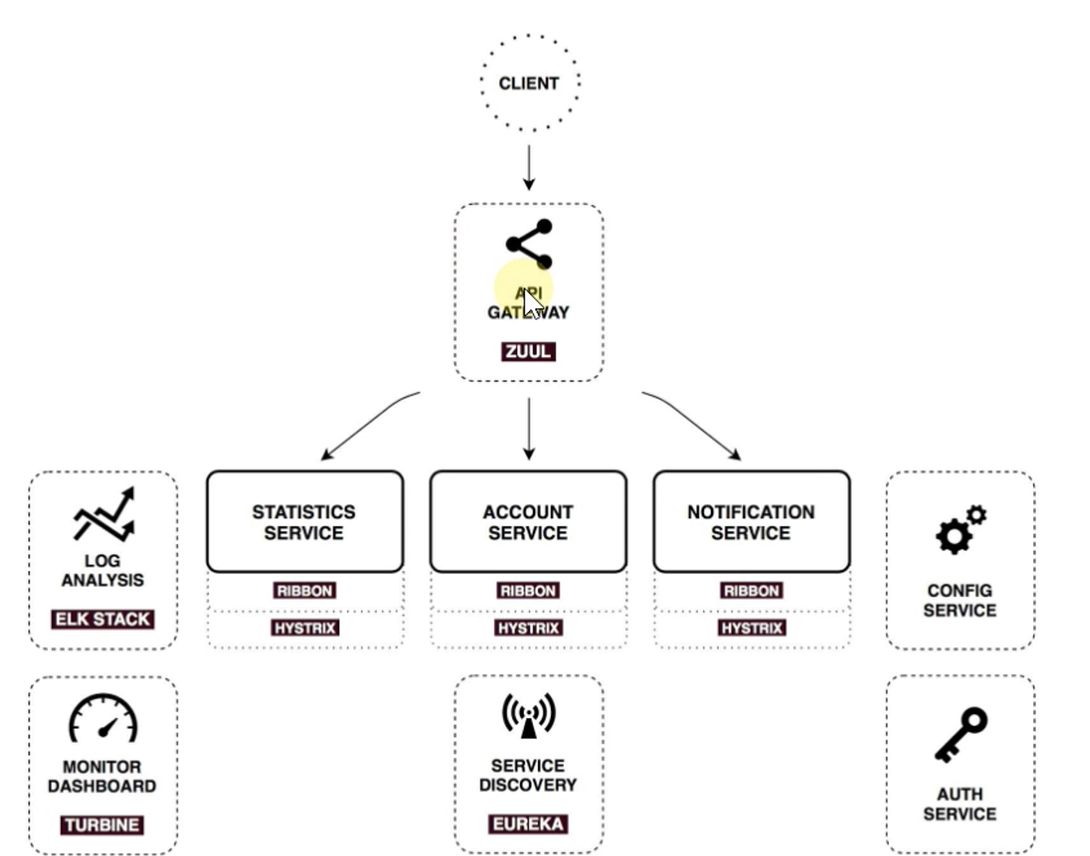 CLIENT
API
GATEWAY
ZUUL
LOG
ANALYSIS
ELK STACK
STATISTICS
SERVICE
RIBBON
HYSTRIX
ACCOUNT
SERVICE
RIBBON
HYSTRIX
NOTIFICATION
SERVICE
RIBBON
HYSTRIX
CONFIG
SERVICE
MONITOR
DASHBOARD
TURBINE
SERVICE
DISCOVERY
EUREKA
AUTH
SERVICE